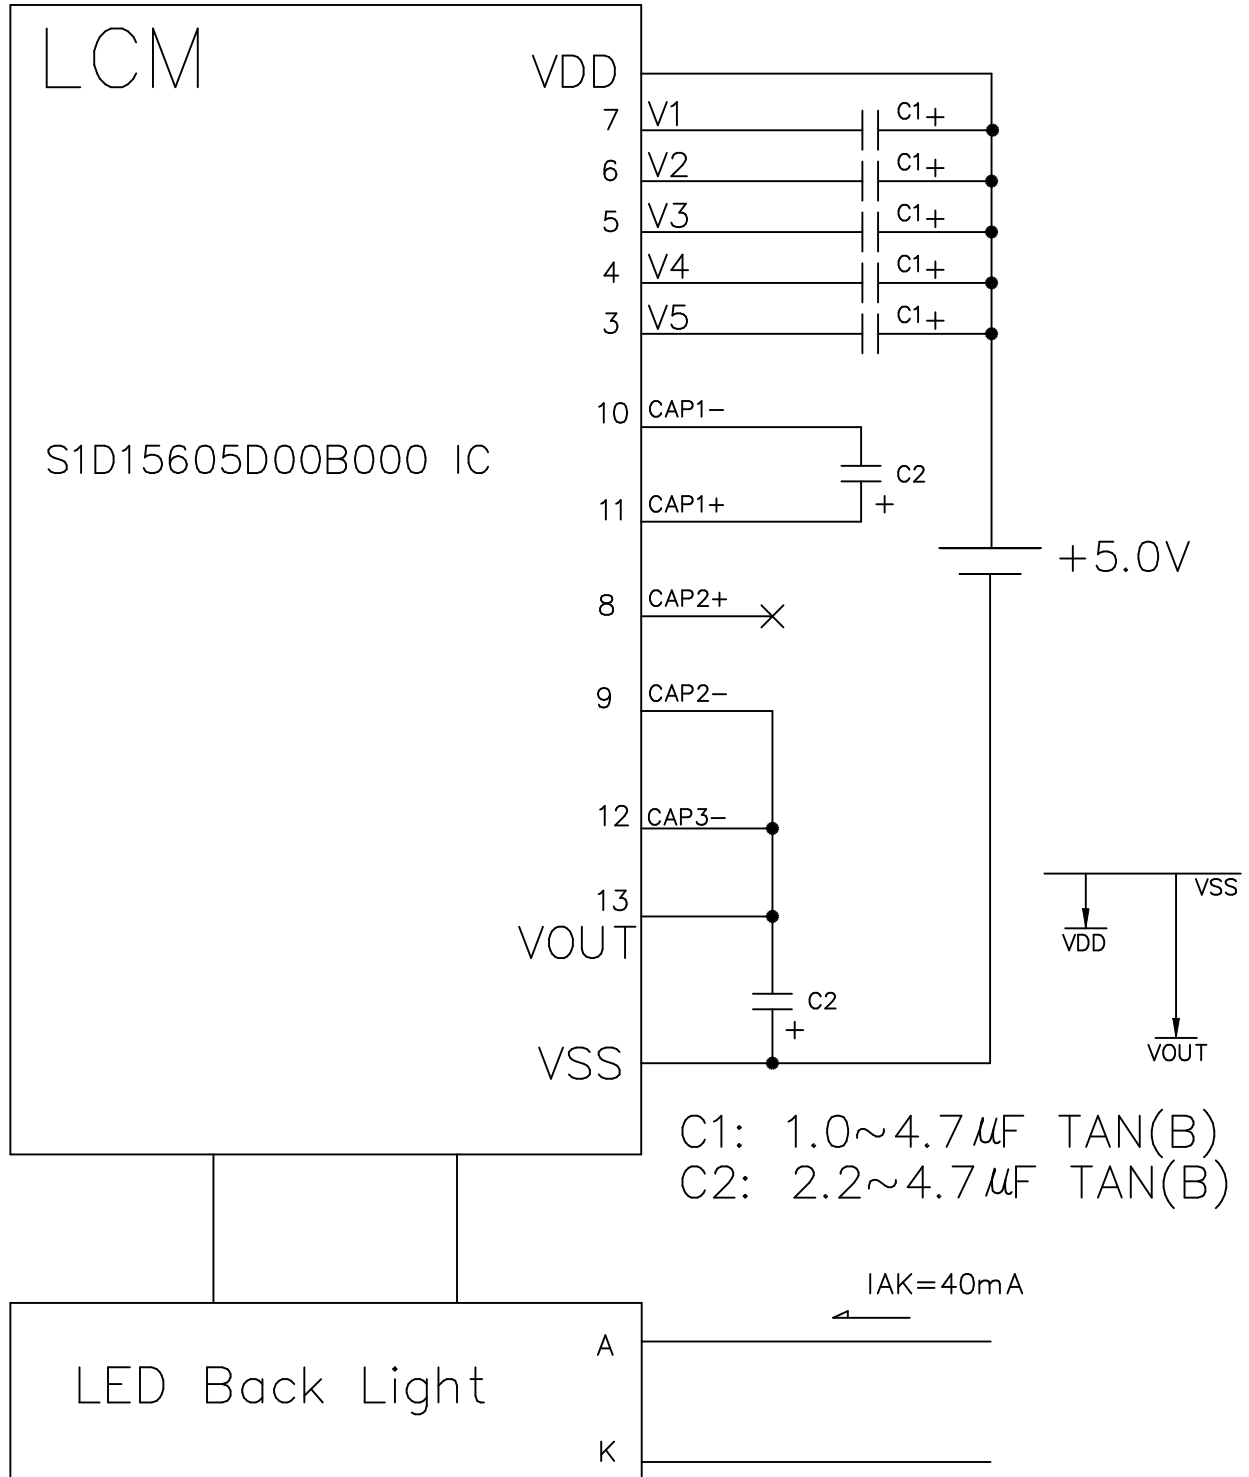 LCM
VDD
7 V1 C1+
6 V2 C1+
5 V3 C1+
4 V4 C1+
3 V5 C1+
10 CAP1-
S1D15605D00B000 IC
C2
+
11 CAP1+
+5.0V
8 CAP2+
9 CAP2-
12 CAP3-
13
VOUT
VSS
VDD
C2
+
VOUT
VSS
C1: 1.0~4.7μF TAN(B)
C2: 2.2~4.7μF TAN(B)
IAK=40mA
A
LED Back Light
K